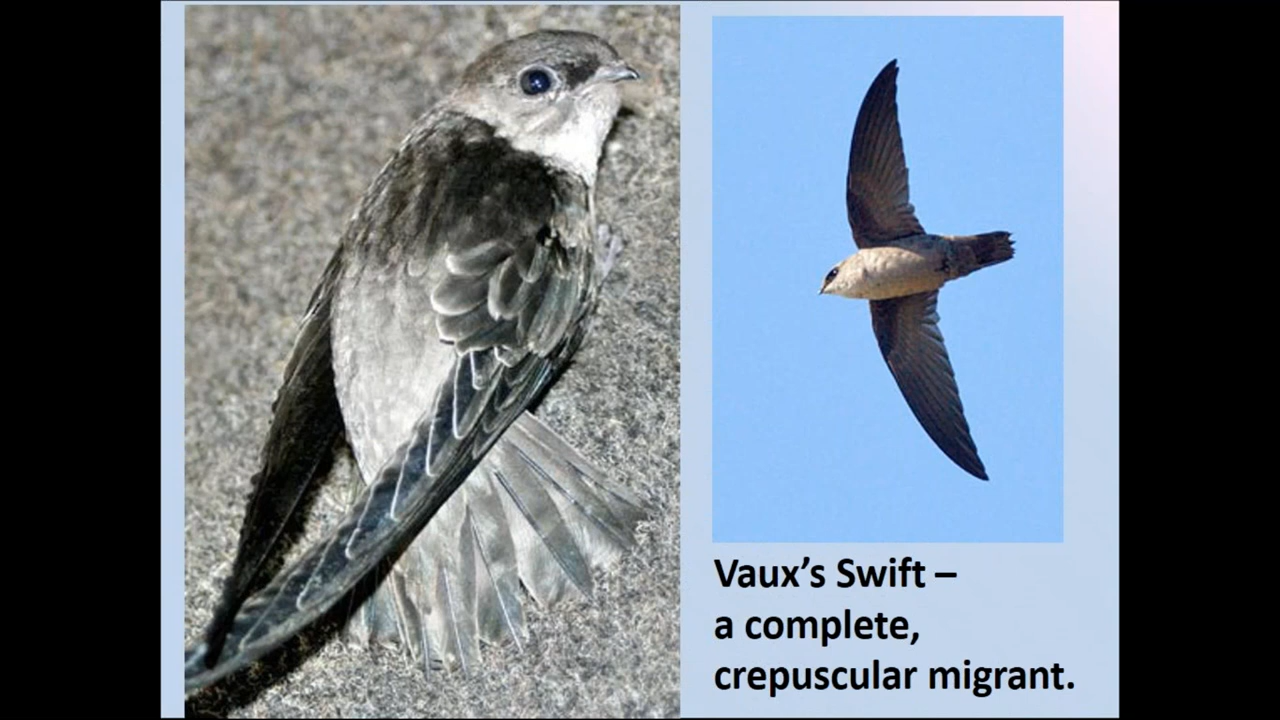 Vaux’s Swift –
a complete,
crepuscular migrant.